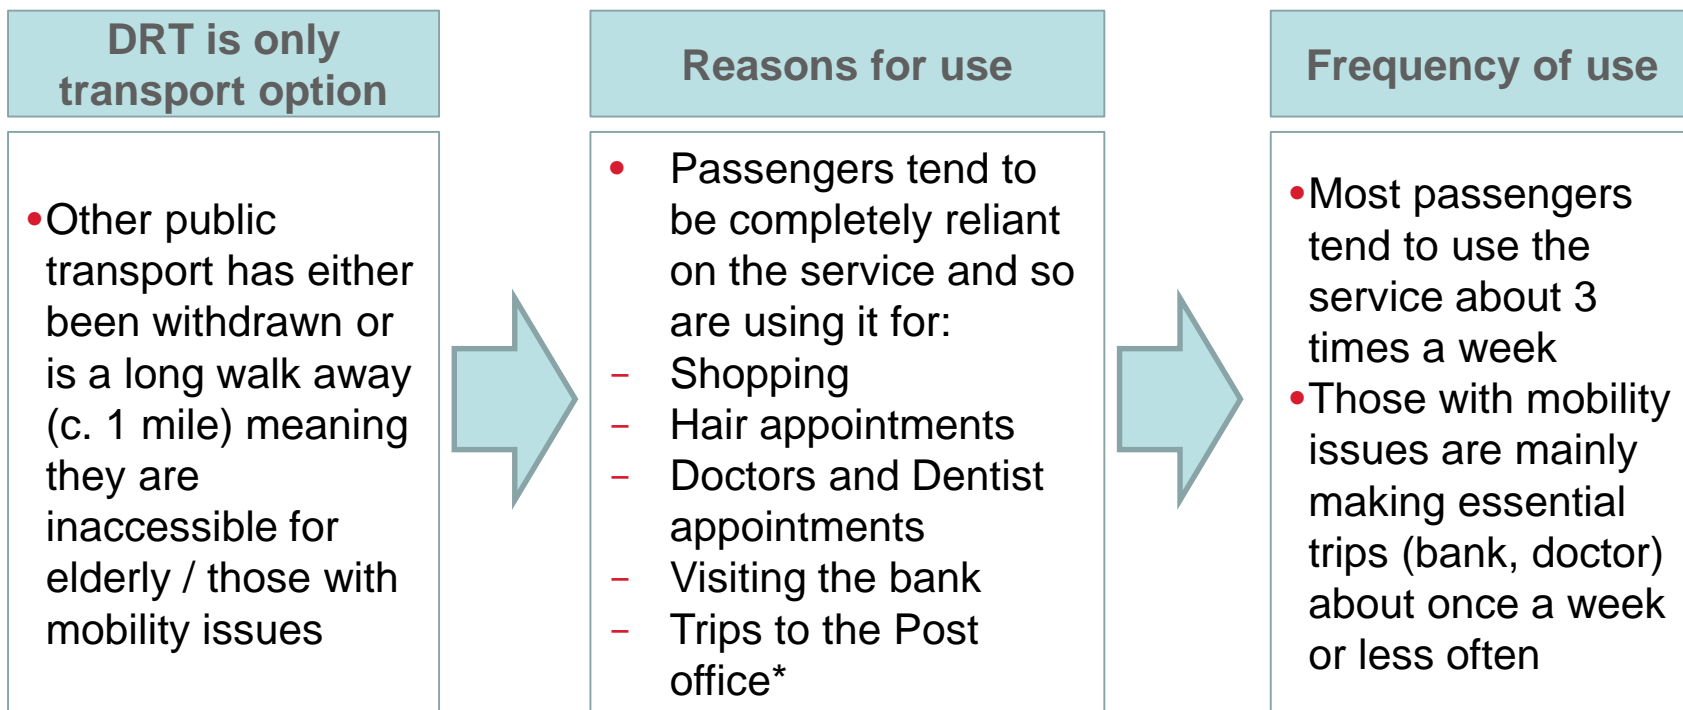 DRT is only
transport option
•Other public
transport has either
been withdrawn or
is a long walk away
(c. 1 mile) meaning
they are
inaccessible for
elderly / those with
mobility issues
Reasons for use
• Passengers tend to
be completely reliant
on the service and so
are using it for:
– Shopping
– Hair appointments
– Doctors and Dentist
appointments
– Visiting the bank
– Trips to the Post
office*
Frequency of use
•Most passengers
tend to use the
service about 3
times a week
•Those with mobility
issues are mainly
making essential
trips (bank, doctor)
about once a week
or less often